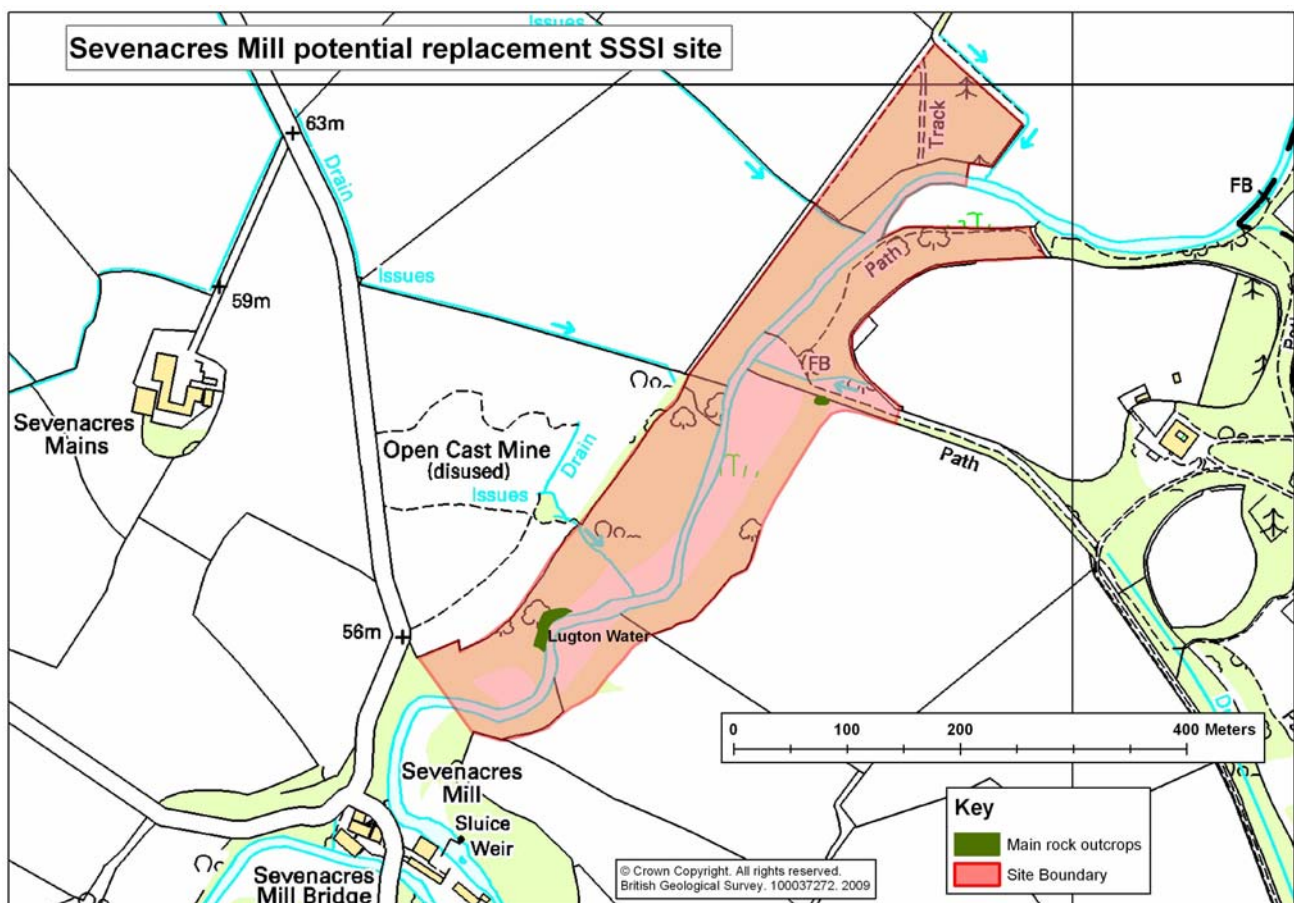 Issues
Sevenacres Mill potential replacement SSSI site
63m
Drain
Track
FB
Path
Issues
59m
FB
Sevenacres
Mains
Open Cast Mine
(disused)
Drain
Issues
Path
56m
Lugton Water
0 100 200 400 Meters
Sevenacres
Mill
Sluice
Weir
Sevenacres
Mill Bridge
Key
Main rock outcrops
Site Boundary
© Crown Copyright. All rights reserved.
British Geological Survey. 100037272. 2009